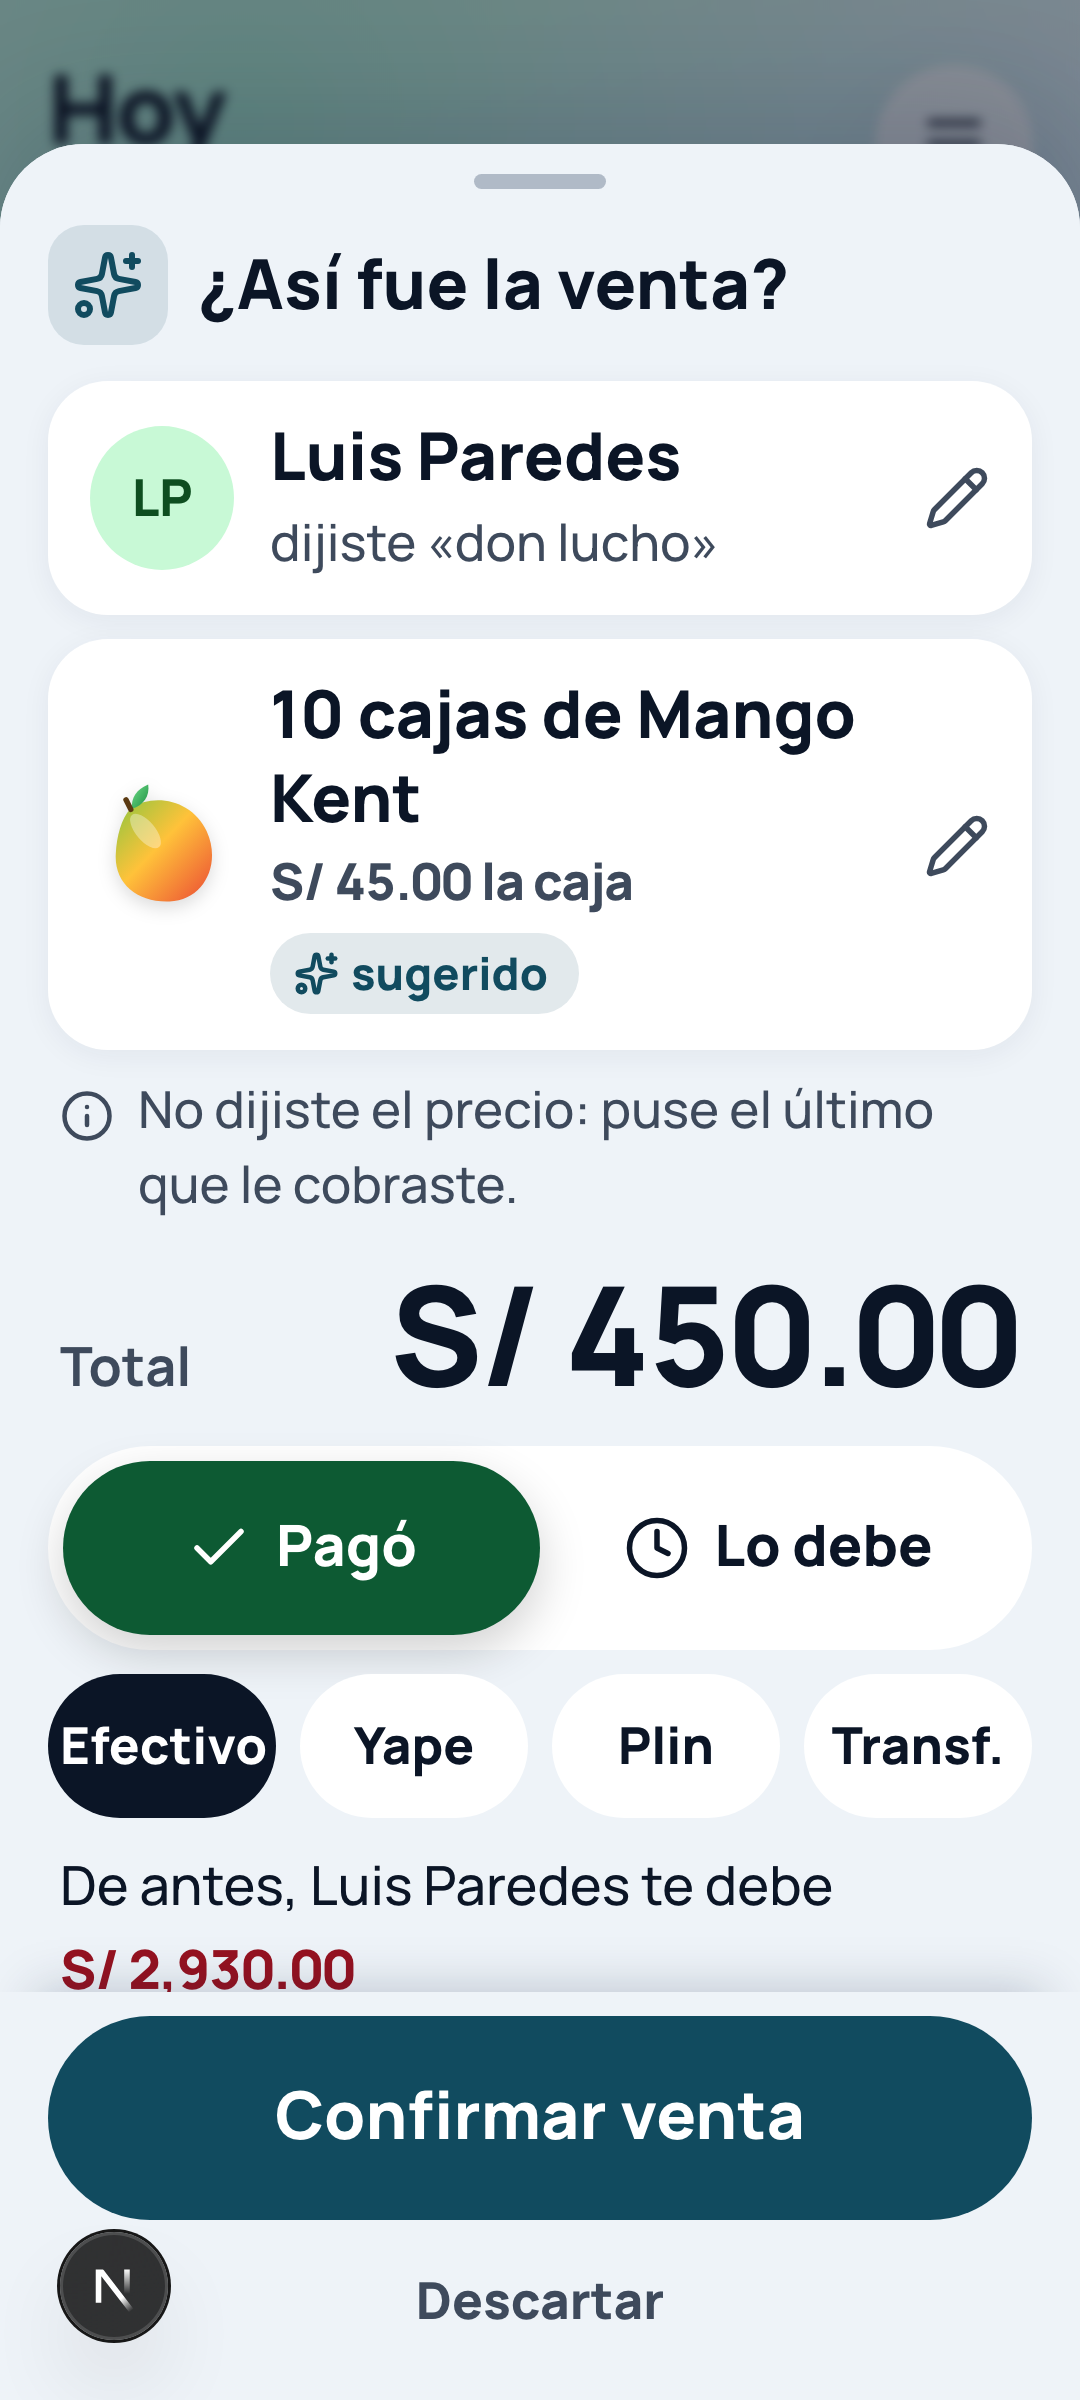 Hoy
¿Así fue la venta?
LP
Luis Paredes
dijiste «don lucho»
10 cajas de Mango
Kent
S/ 45.00 la caja
sugerido
No dijiste el precio: puse el último
que le cobraste.
Total
S/ 450.00
Pagó
Lo debe
Efectivo
Yape
Plin
Transf.
De antes, Luis Paredes te debe
S/ 2,930.00
Confirmar venta
N
Descartar